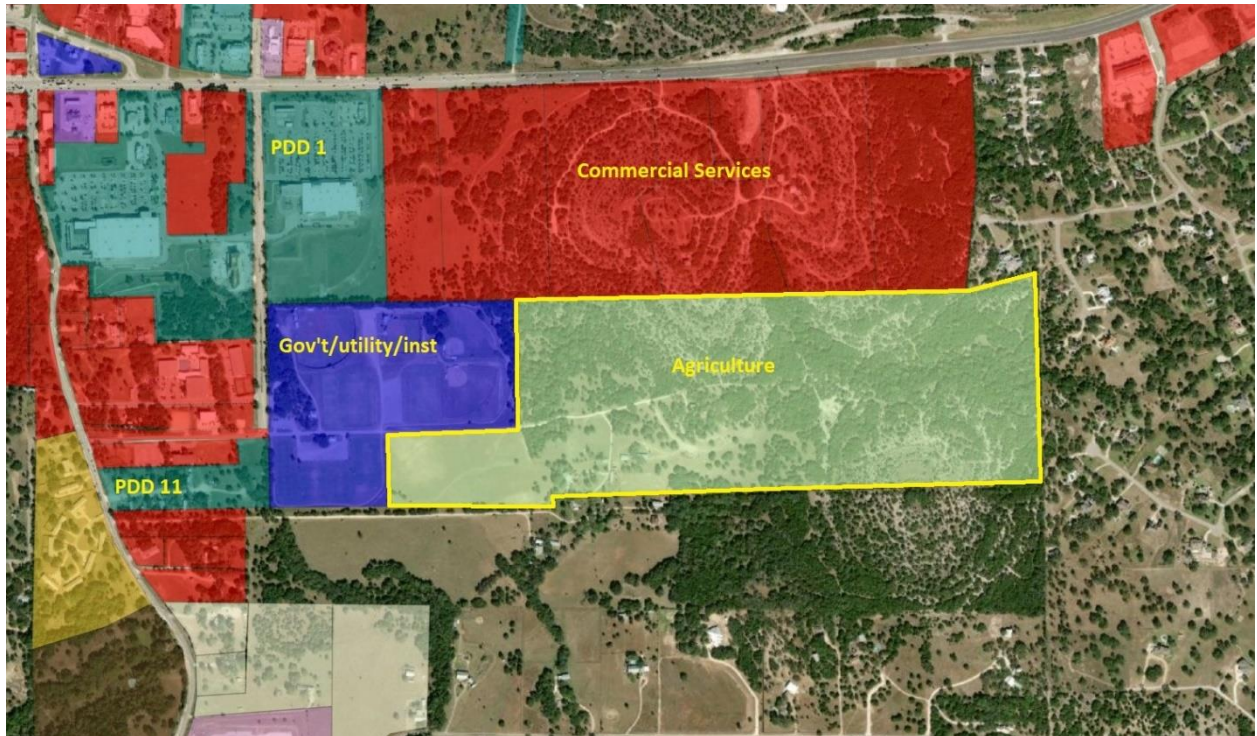 PDD 1
Commercial Services
Gov't/utility/inst
Agriculture
PDD 11